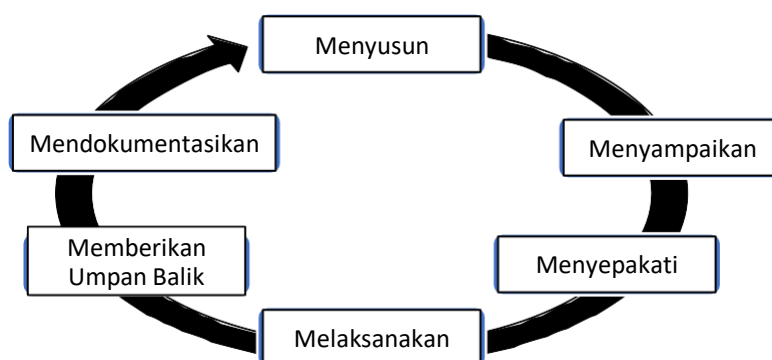 Menyusun
Menyampaikan
Menyepakati
Melaksanakan
Memberikan
Umpan Balik
Mendokumentasikan